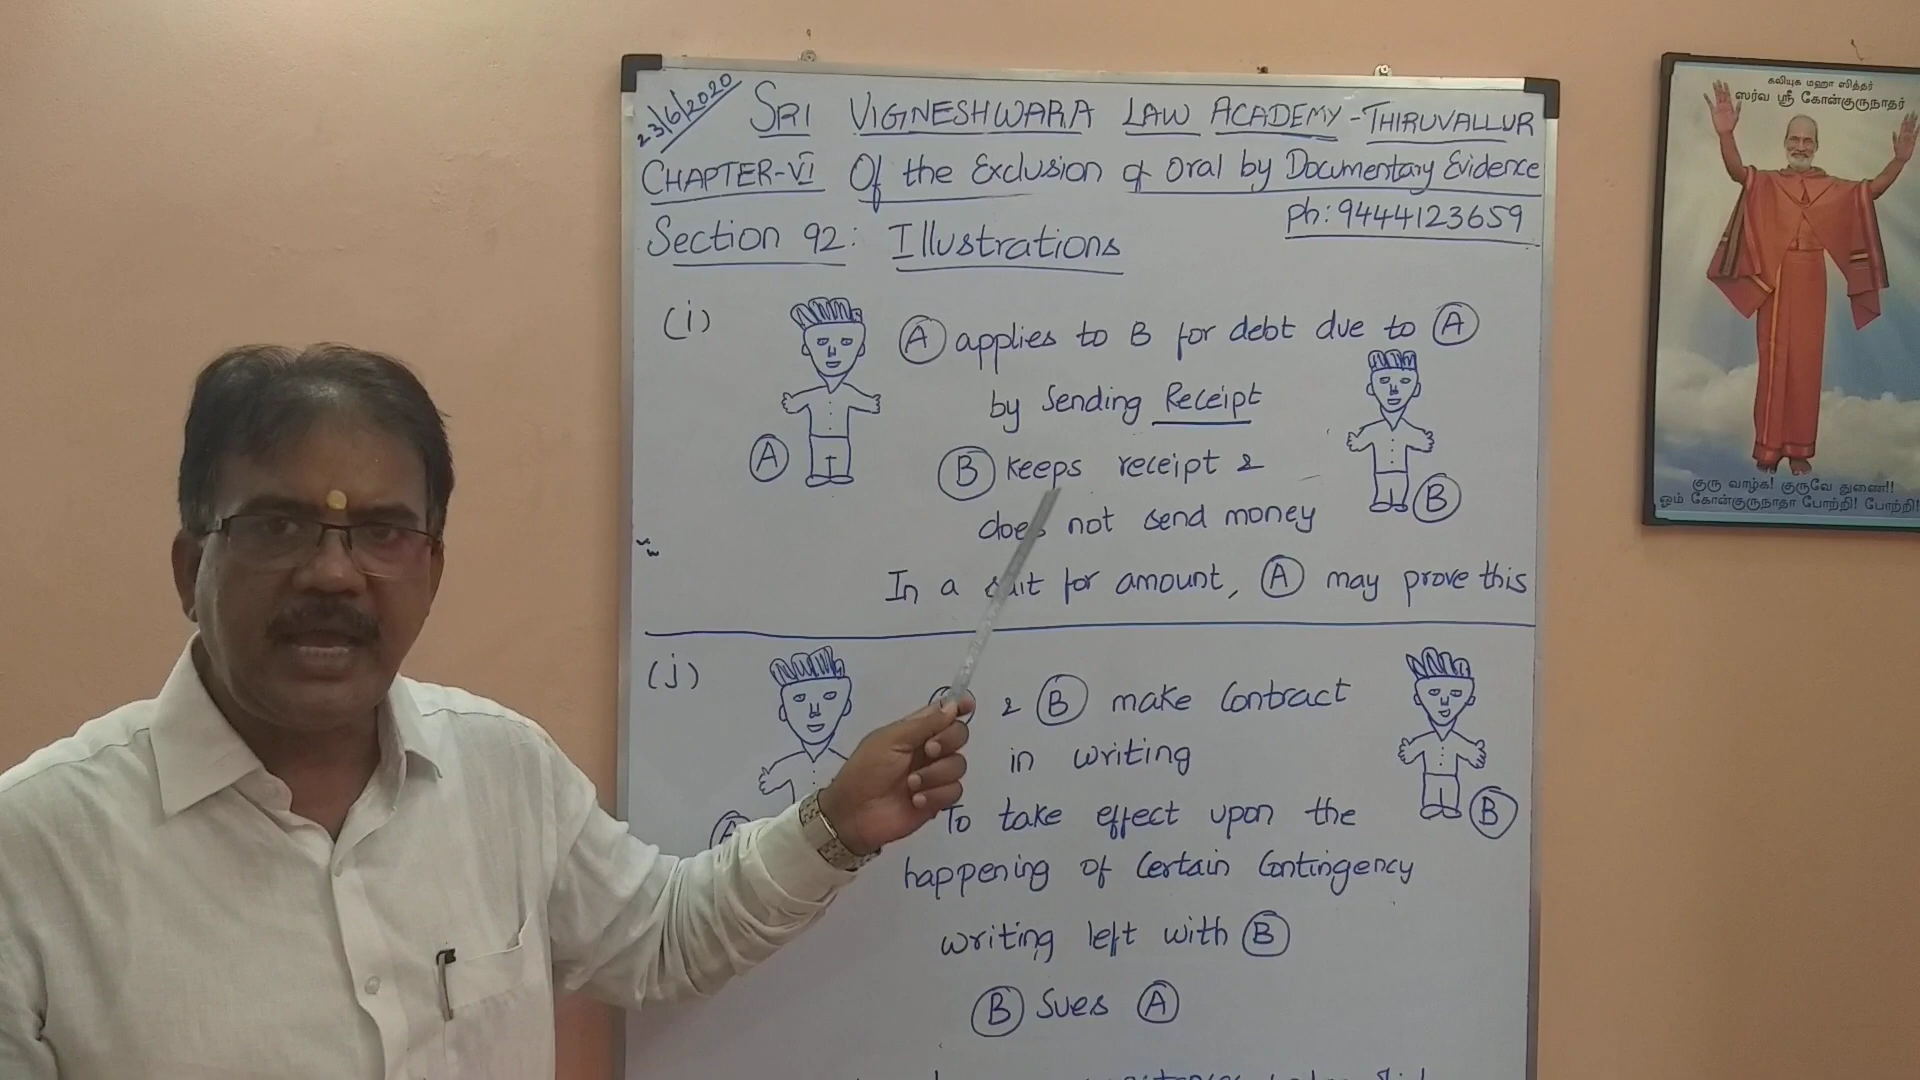 23/6/2020
SRI VIGNESHWARA LAW ACADEMY - THIRUVALLUR
CHAPTER-VI Of the Exclusion of Oral by Documentary Evidence
Ph: 9444123659
Section 92: Illustrations
(i)
A applies to B for debt due to A
by Sending Receipt
A
B keeps receipt &
B
does not send money
In a suit for amount, A may prove this
(j)
& B make Contract
in writing
A
To take effect upon the
B
happening of Certain Contingency
writing left with B
B Sues A
கலியுக மஹா ஸித்தர்
ஸர்வ ஸ்ரீ கோன்குருநாதர்
குரு வாழ்க! குருவே துணை!!
ஓம் கோன்குருநாதா போற்றி! போற்றி!